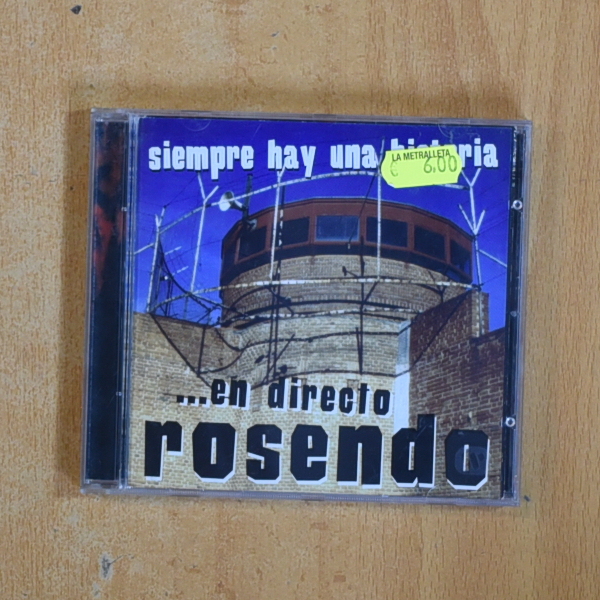 siempre hay una historia
LA METRALLETA
€ 6,00
...en directo
rosendo